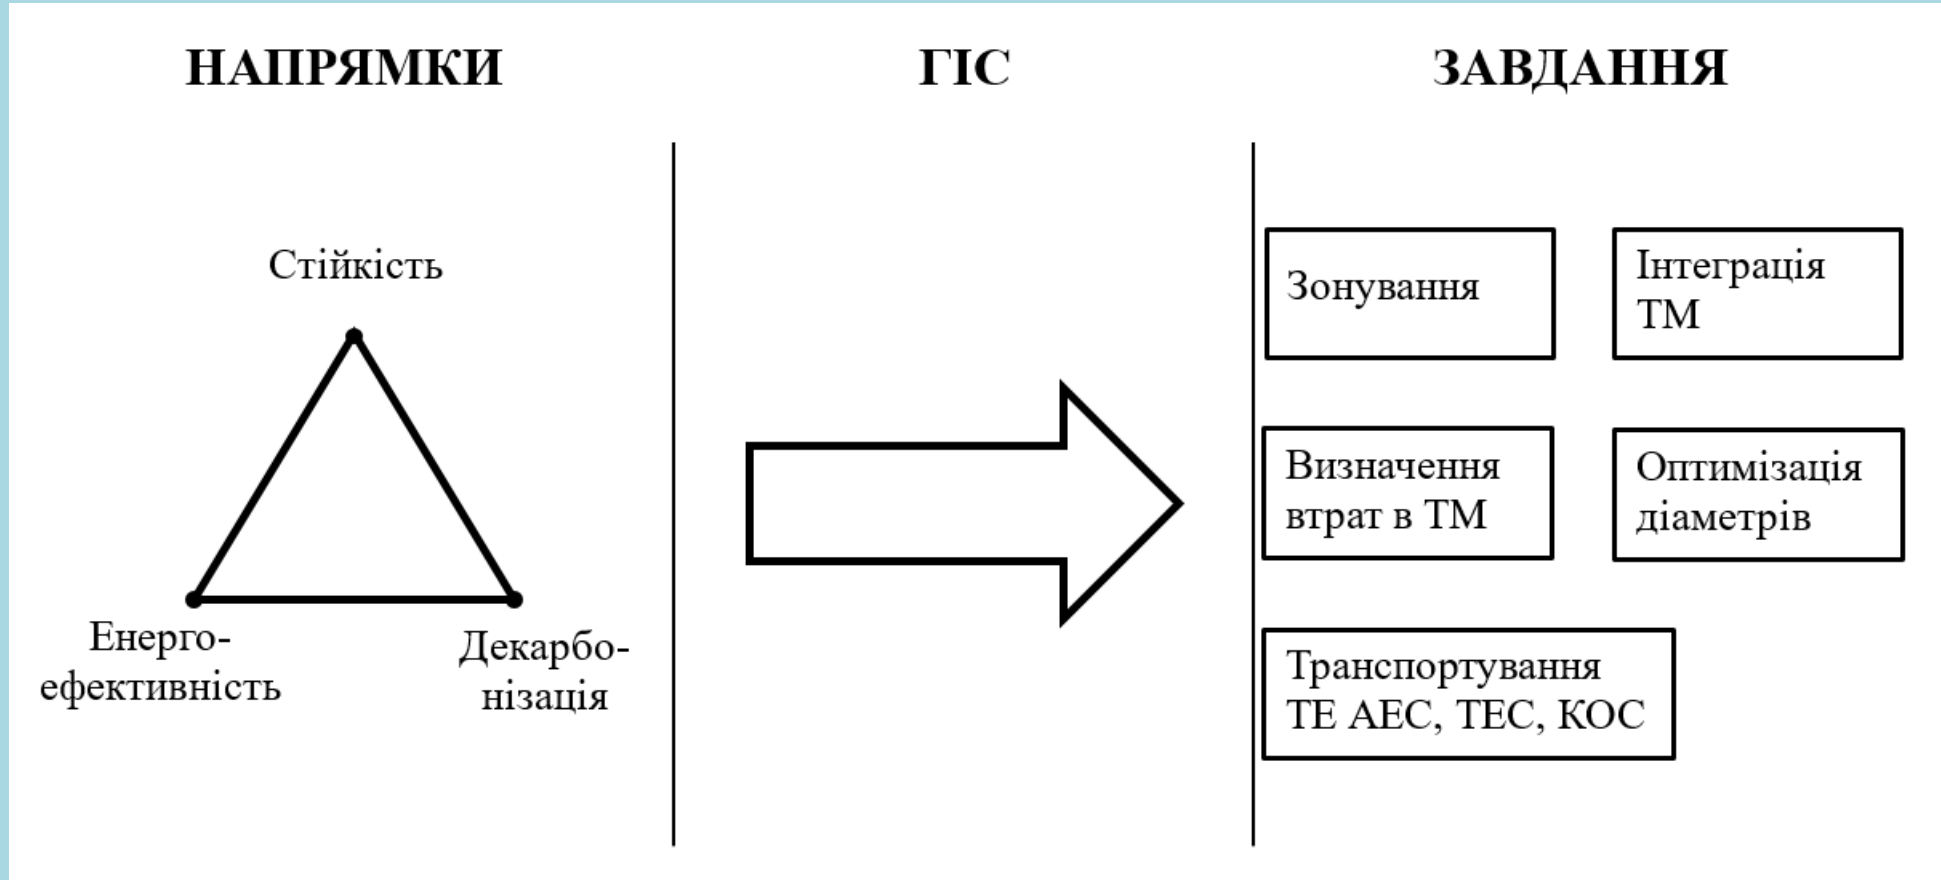 НАПРЯМКИ
ГІС
ЗАВДАННЯ
Стійкість
Енерго-
ефективність
Декарбо-
нізація
Зонування
Інтеграція
ТМ
Визначення
втрат в ТМ
Оптимізація
діаметрів
Транспортування
ТЕ АЕС, ТЕС, КОС